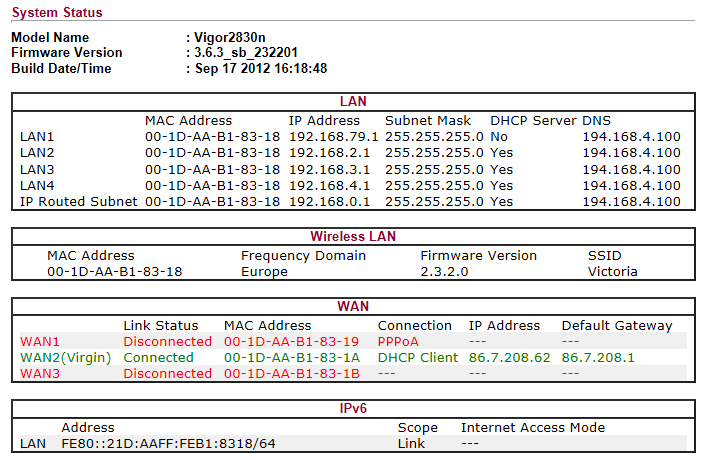 System Status
Model Name : Vigor2830n
Firmware Version : 3.6.3_sb_232201
Build Date/Time : Sep 17 2012 16:18:48
LAN
MAC Address IP Address Subnet Mask DHCP Server DNS
LAN1 00-1D-AA-B1-83-18 192.168.79.1 255.255.255.0 No 194.168.4.100
LAN2 00-1D-AA-B1-83-18 192.168.2.1 255.255.255.0 Yes 194.168.4.100
LAN3 00-1D-AA-B1-83-18 192.168.3.1 255.255.255.0 Yes 194.168.4.100
LAN4 00-1D-AA-B1-83-18 192.168.4.1 255.255.255.0 Yes 194.168.4.100
IP Routed Subnet 00-1D-AA-B1-83-18 192.168.0.1 255.255.255.0 Yes 194.168.4.100
Wireless LAN
MAC Address Frequency Domain Firmware Version SSID
00-1D-AA-B1-83-18 Europe 2.3.2.0 Victoria
WAN
Link Status MAC Address Connection IP Address Default Gateway
WAN1 Disconnected 00-1D-AA-B1-83-19 PPPoA --- ---
WAN2(Virgin) Connected 00-1D-AA-B1-83-1A DHCP Client 86.7.208.62 86.7.208.1
WAN3 Disconnected 00-1D-AA-B1-83-1B --- --- ---
IPv6
Address Scope Internet Access Mode
LAN FE80::21D:AAFF:FEB1:8318/64 Link ---